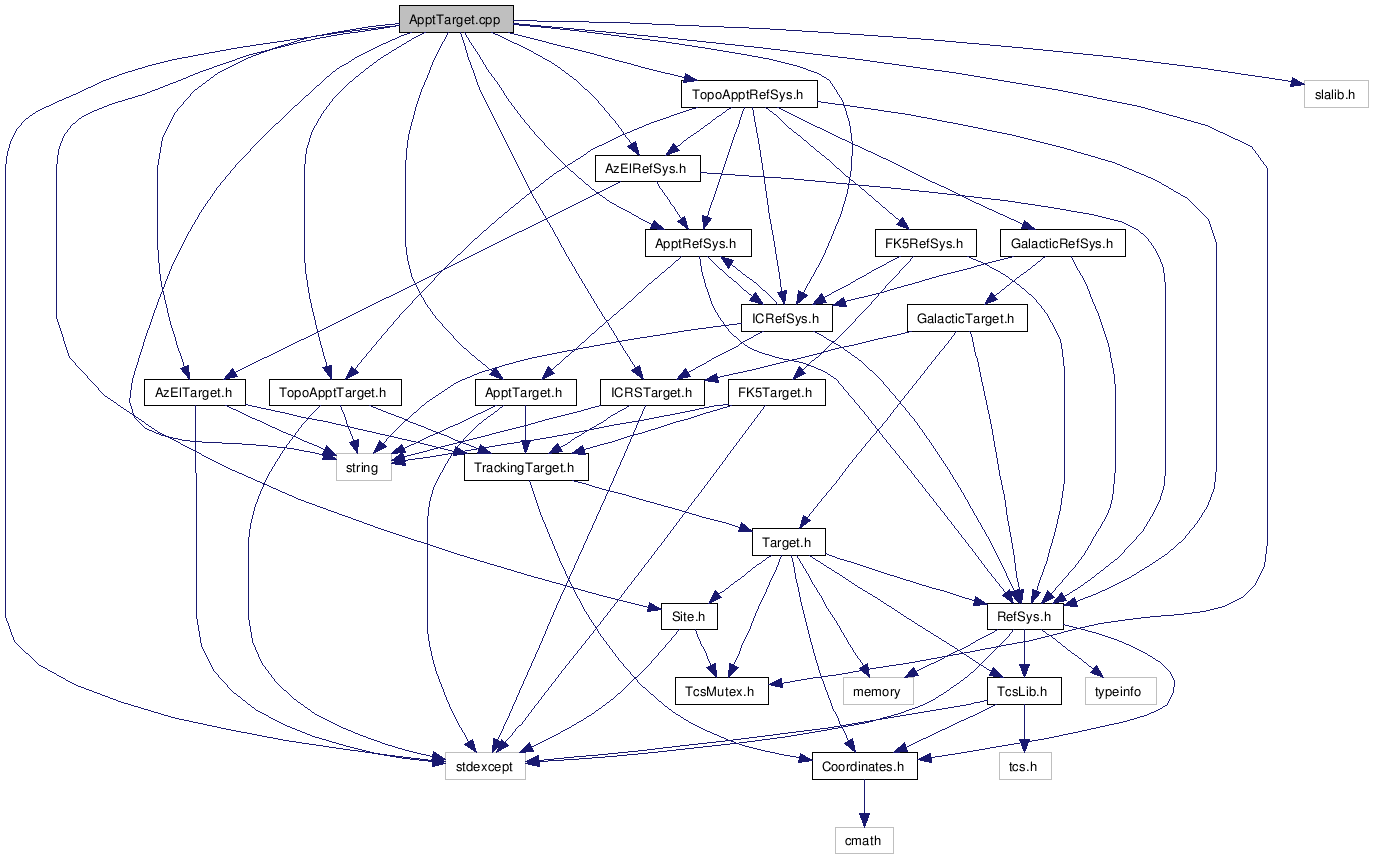 ApptTarget.cpp
TopoApptRefSys.h
slalib.h
AzElRefSys.h
ApptRefSys.h
FK5RefSys.h
GalacticRefSys.h
ICRefSys.h
GalacticTarget.h
AzElTarget.h
TopoApptTarget.h
ApptTarget.h
ICRSTarget.h
FK5Target.h
string
TrackingTarget.h
Target.h
Site.h
RefSys.h
TcsMutex.h
memory
TcsLib.h
typeinfo
stdexcept
Coordinates.h
tcs.h
cmath